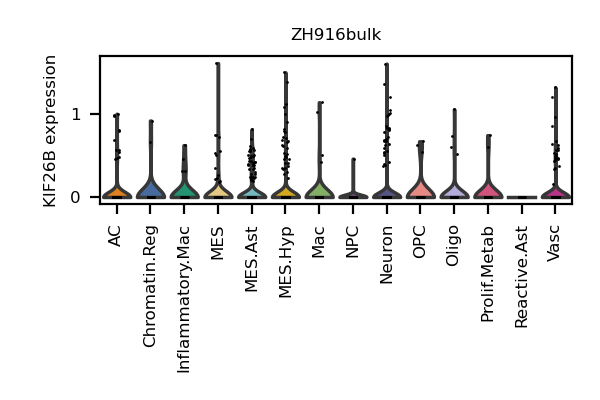 ZH916bulk
KIF26B expression
1
0
AC
Chromatin.Reg
Inflammatory.Mac
MES
MES.Ast
MES.Hyp
Mac
NPC
Neuron
OPC
Oligo
Prolif.Metab
Reactive.Ast
Vasc